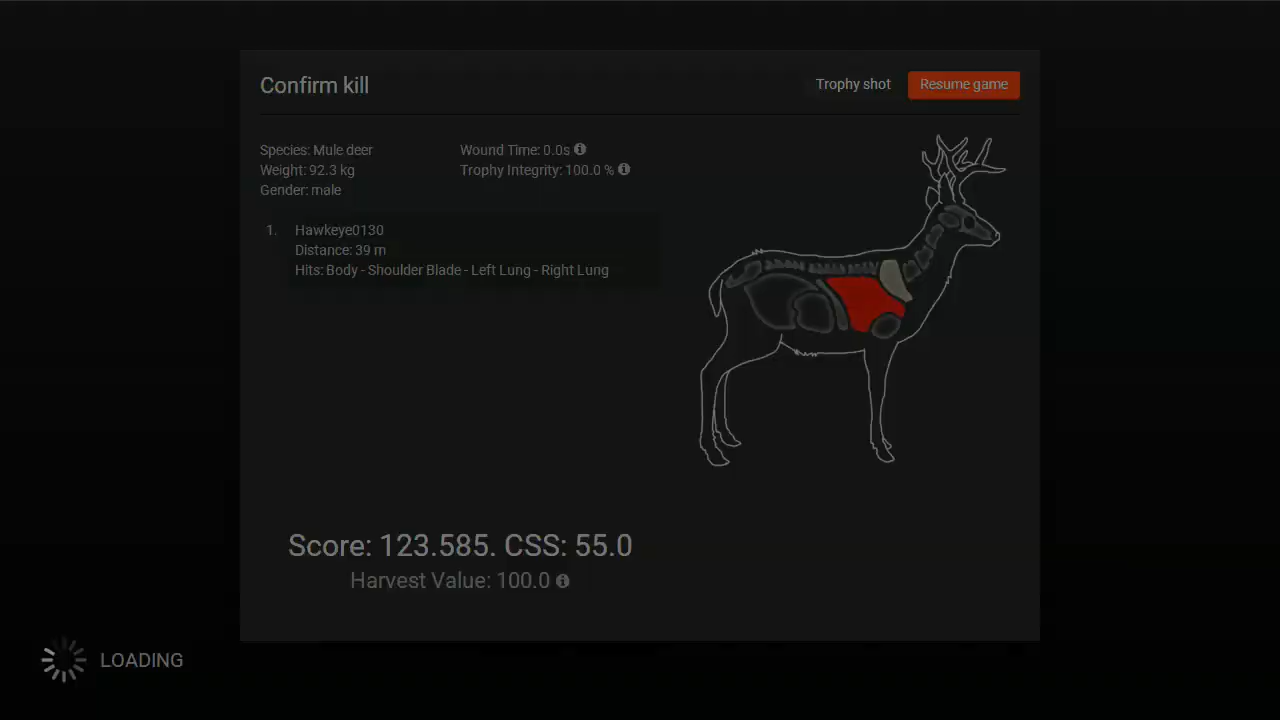 Confirm kill
Trophy shot
Resume game
Species: Mule deer
Weight: 92.3 kg
Gender: male
Wound Time: 0.0s
Trophy Integrity: 100.0 %
1. Hawkeye0130
Distance: 39 m
Hits: Body - Shoulder Blade - Left Lung - Right Lung
Score: 123.585. CSS: 55.0
Harvest Value: 100.0
LOADING